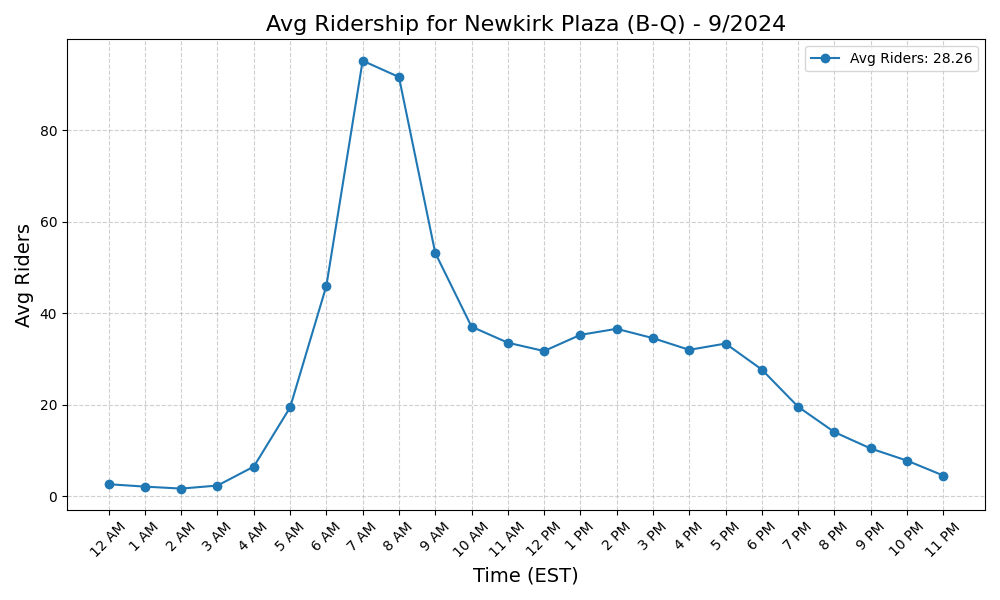 Avg Ridership for Newkirk Plaza (B-Q) - 9/2024
Avg Riders: 28.26
Avg Riders
80
60
40
20
0
12 AM
1 AM
2 AM
3 AM
4 AM
5 AM
6 AM
7 AM
8 AM
9 AM
10 AM
11 AM
12 PM
1 PM
2 PM
3 PM
4 PM
5 PM
6 PM
7 PM
8 PM
9 PM
10 PM
11 PM
Time (EST)